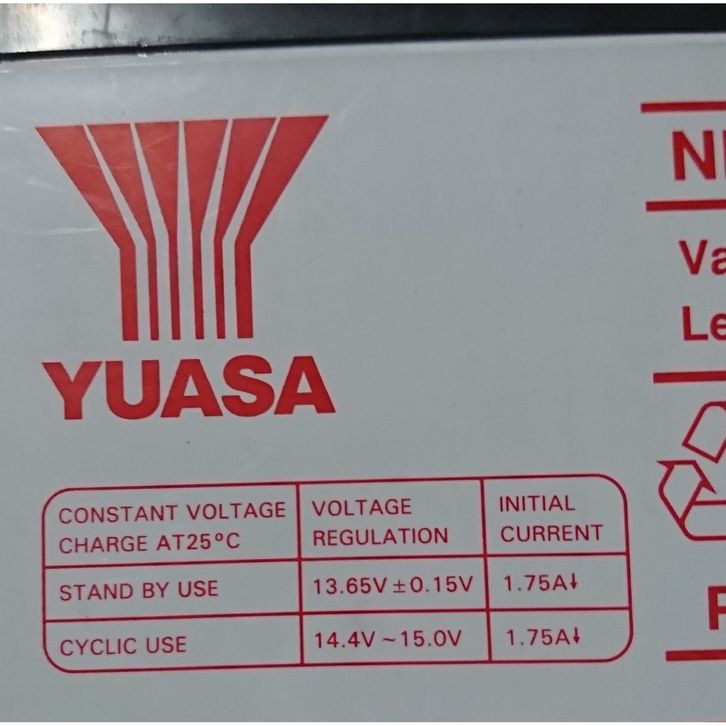 YUASA
CONSTANT VOLTAGE CHARGE AT25°C VOLTAGE REGULATION INITIAL CURRENT
STAND BY USE 13.65V ±0.15V 1.75A↓
CYCLIC USE 14.4V ~15.0V 1.75A↓